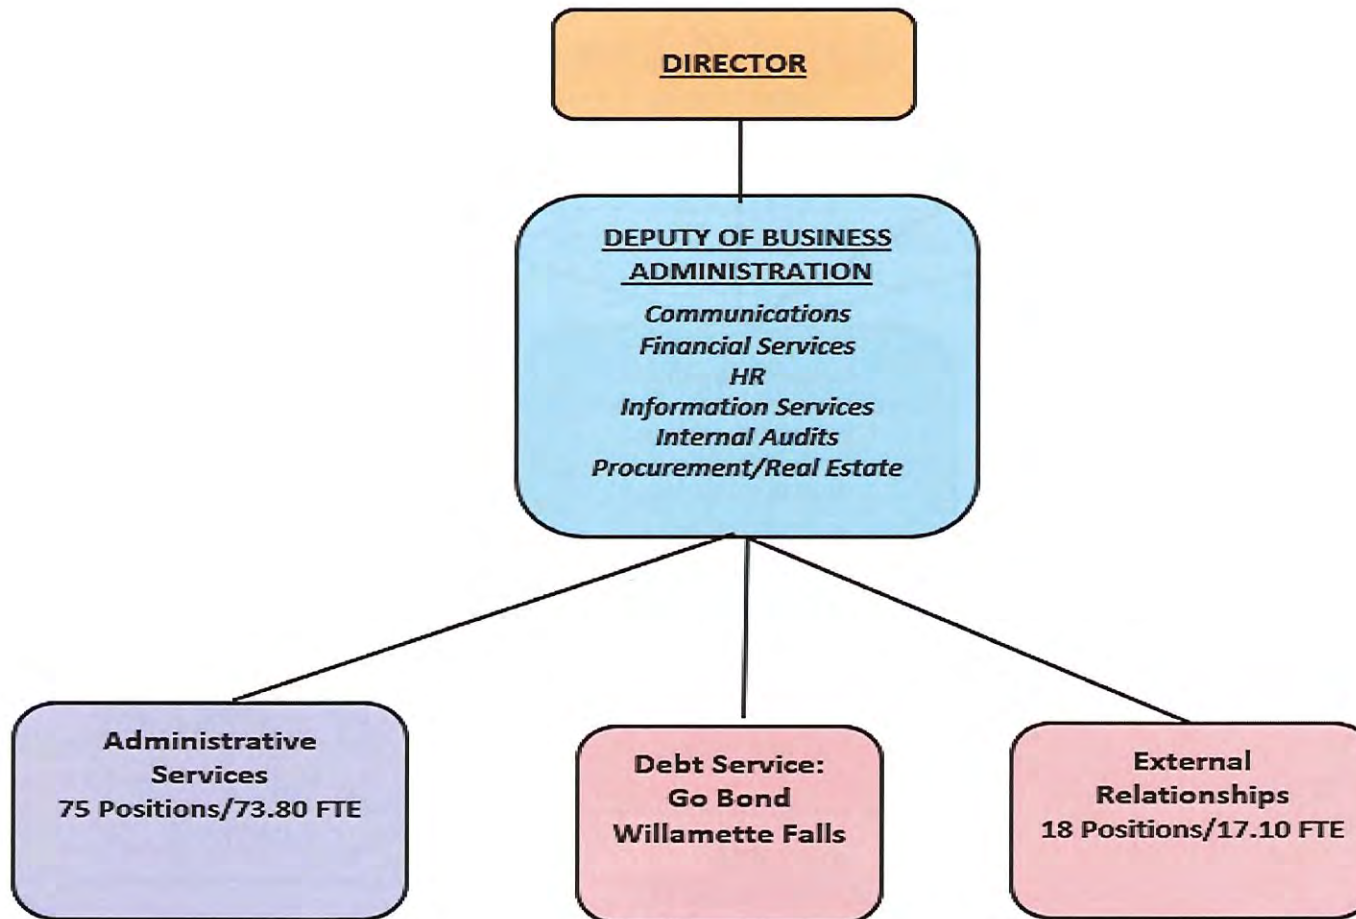 DIRECTOR
DEPUTY OF BUSINESS
ADMINISTRATION
Communications
Financial Services
HR
Information Services
Internal Audits
Procurement/Real Estate
Administrative
Services
75 Positions/73.80 FTE
Debt Service:
Go Bond
Willamette Falls
External
Relationships
18 Positions/17.10 FTE